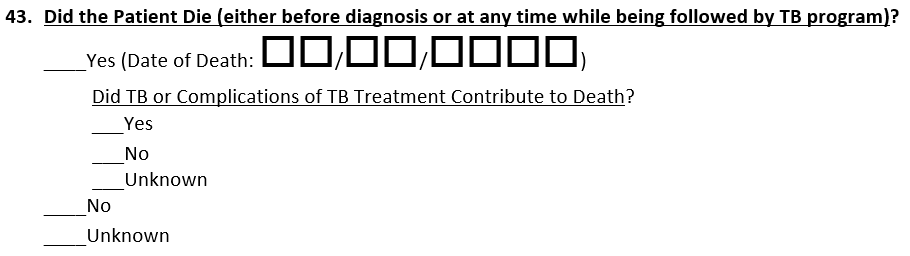 43. Did the Patient Die (either before diagnosis or at any time while being followed by TB program)?
____Yes (Date of Death: □□/□□/□□□□)
Did TB or Complications of TB Treatment Contribute to Death?
___Yes
___No
___Unknown
____No
____Unknown